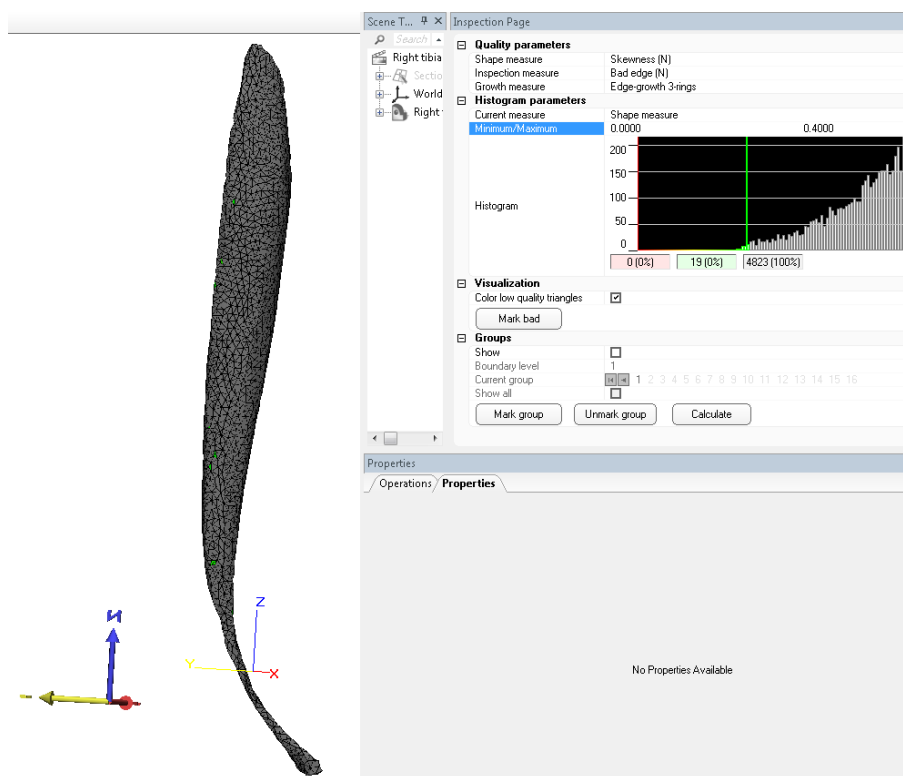 Scene T...
Search
Right tibia
Sectio
World
Right
Inspection Page
Quality parameters
Shape measure Skewness (N)
Inspection measure Bad edge (N)
Growth measure Edge-growth 3-rings
Histogram parameters
Current measure Shape measure
Minimum/Maximum 0.0000 0.4000
Histogram
200
150
100
50
0
0 (0%) 19 (0%) 4823 (100%)
Visualization
Color low quality triangles
Mark bad
Groups
Show
Boundary level 1
Current group 1 2 3 4 5 6 7 8 9 10 11 12 13 14 15 16
Show all
Mark group Unmark group Calculate
Properties
Operations Properties
No Properties Available
Z
Y
X